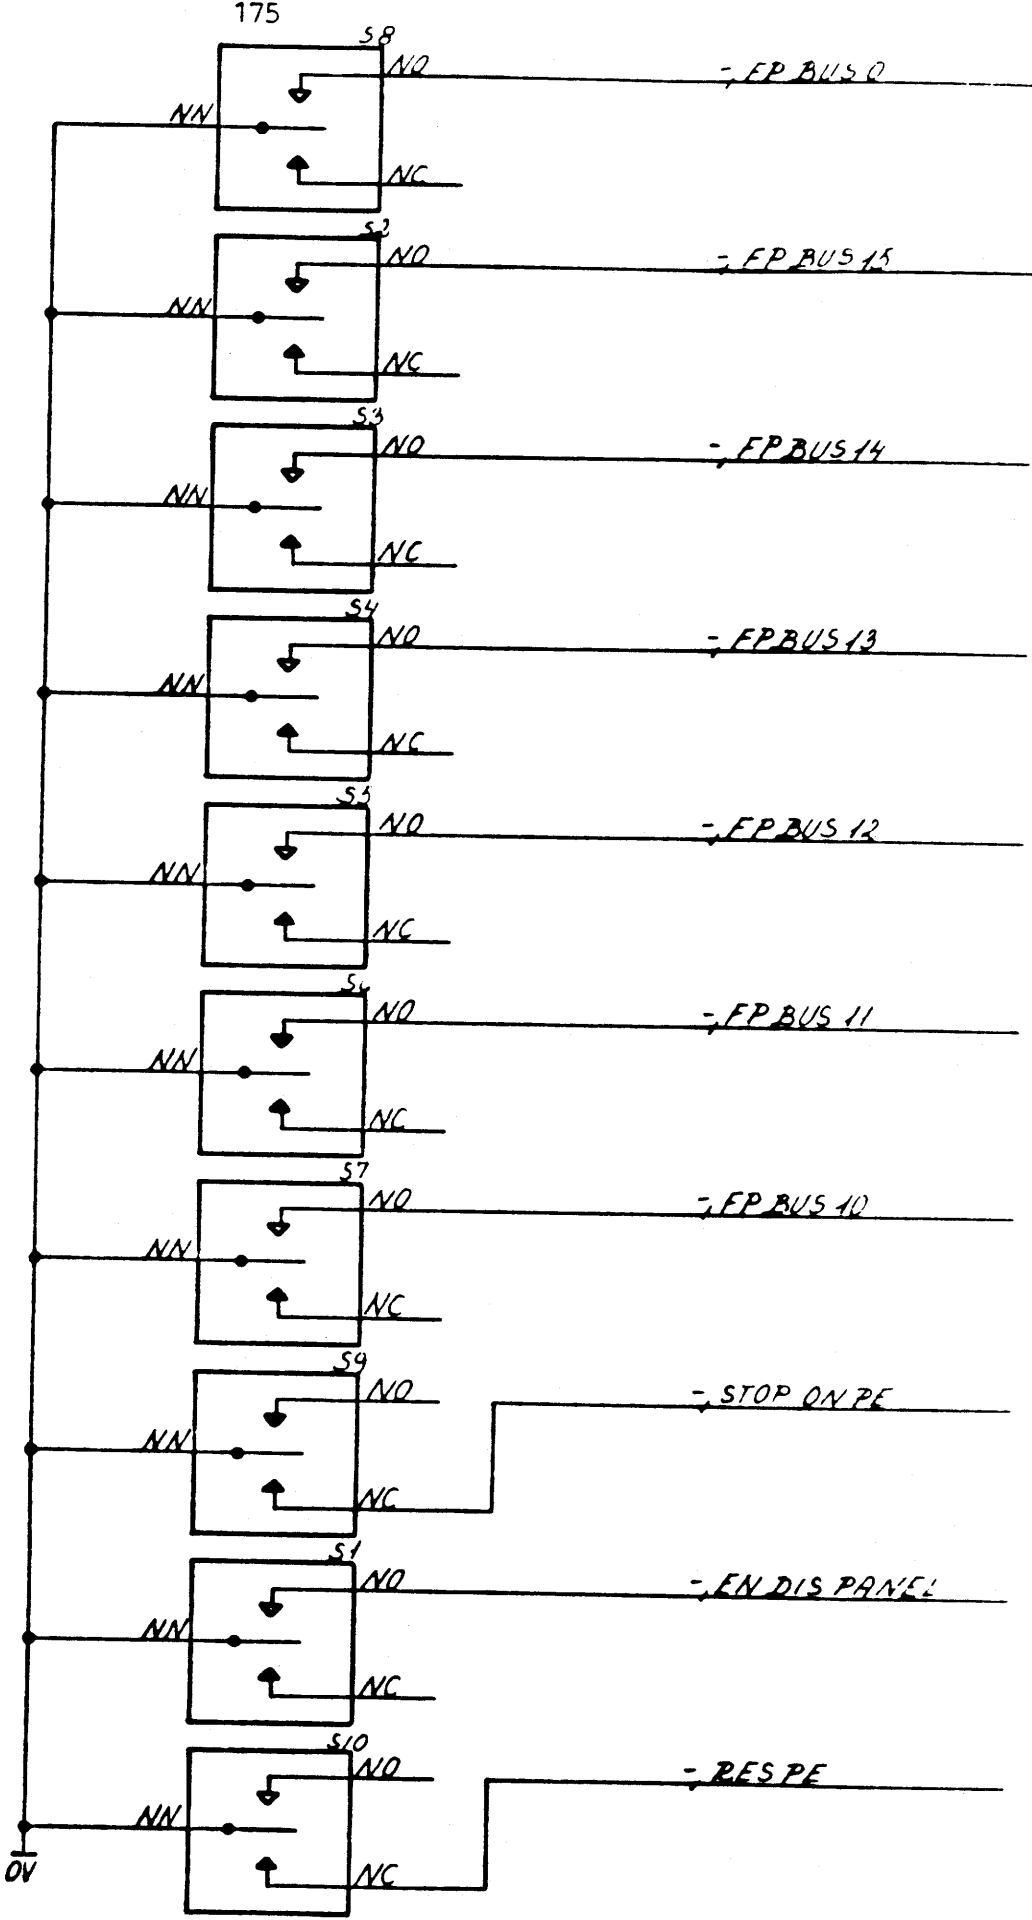 175
S8
NO
-, FP BUS 0
NN
NC
S2
NO
-, FP BUS 15
NN
NC
S3
NO
-, FP BUS 14
NN
NC
S4
NO
-, FP BUS 13
NN
NC
S5
NO
-, FP BUS 12
NN
NC
S6
NO
-, FP BUS 11
NN
NC
S7
NO
-, FP BUS 10
NN
NC
S9
NO
-, STOP ON PE
NN
NC
S1
NO
-, EN DIS PANEL
NN
NC
S10
NO
-, RES PE
NN
NC
0V